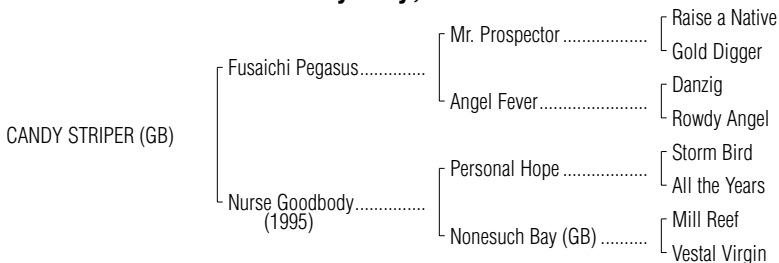 Raise a Native
Mr. Prospector ...................
Gold Digger
Fusaichi Pegasus..............
Danzig
Angel Fever........................
Rowdy Angel
CANDY STRIPER (GB)
Storm Bird
Personal Hope ...................
All the Years
Nurse Goodbody...............
(1995)
Mill Reef
Nonesuch Bay (GB) ..........
Vestal Virgin